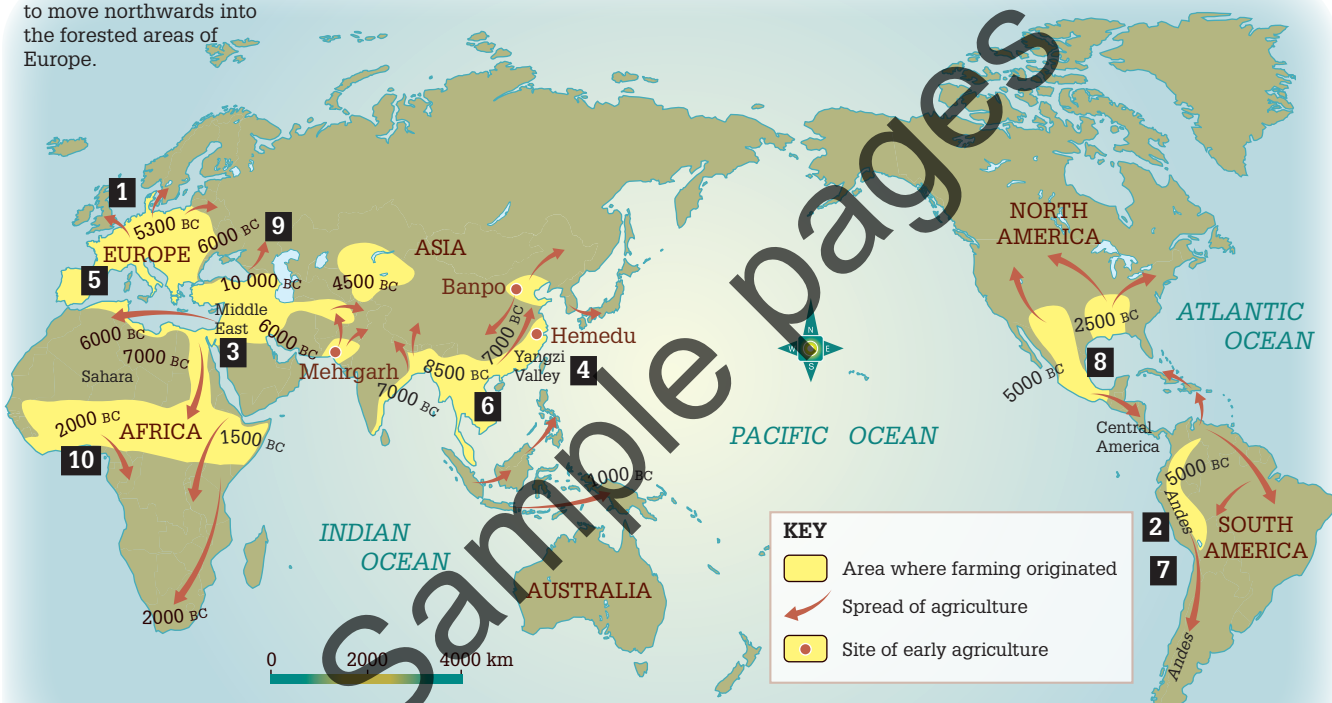 to move northwards into
the forested areas of
Europe.
1
5300 BC
EUROPE
6000 BC
9
ASIA
5
10 000 BC
4500 BC
Banpo
Middle
East
6000 BC
7000 BC
Sahara
3
6000 BC
Mehrgarh
7000 BC
8500 BC
7000 BC
Hemedu
Yangzi
Valley
4
6
2000 BC
AFRICA
1500 BC
10
2000 BC
1000 BC
INDIAN
OCEAN
AUSTRALIA
PACIFIC OCEAN
N
W E
S
NORTH
AMERICA
ATLANTIC
OCEAN
2500 BC
8
5000 BC
Central
America
5000 BC
Andes
2
SOUTH
AMERICA
7
Andes
0 2000 4000 km
KEY
Area where farming originated
Spread of agriculture
Site of early agriculture
Sample pages